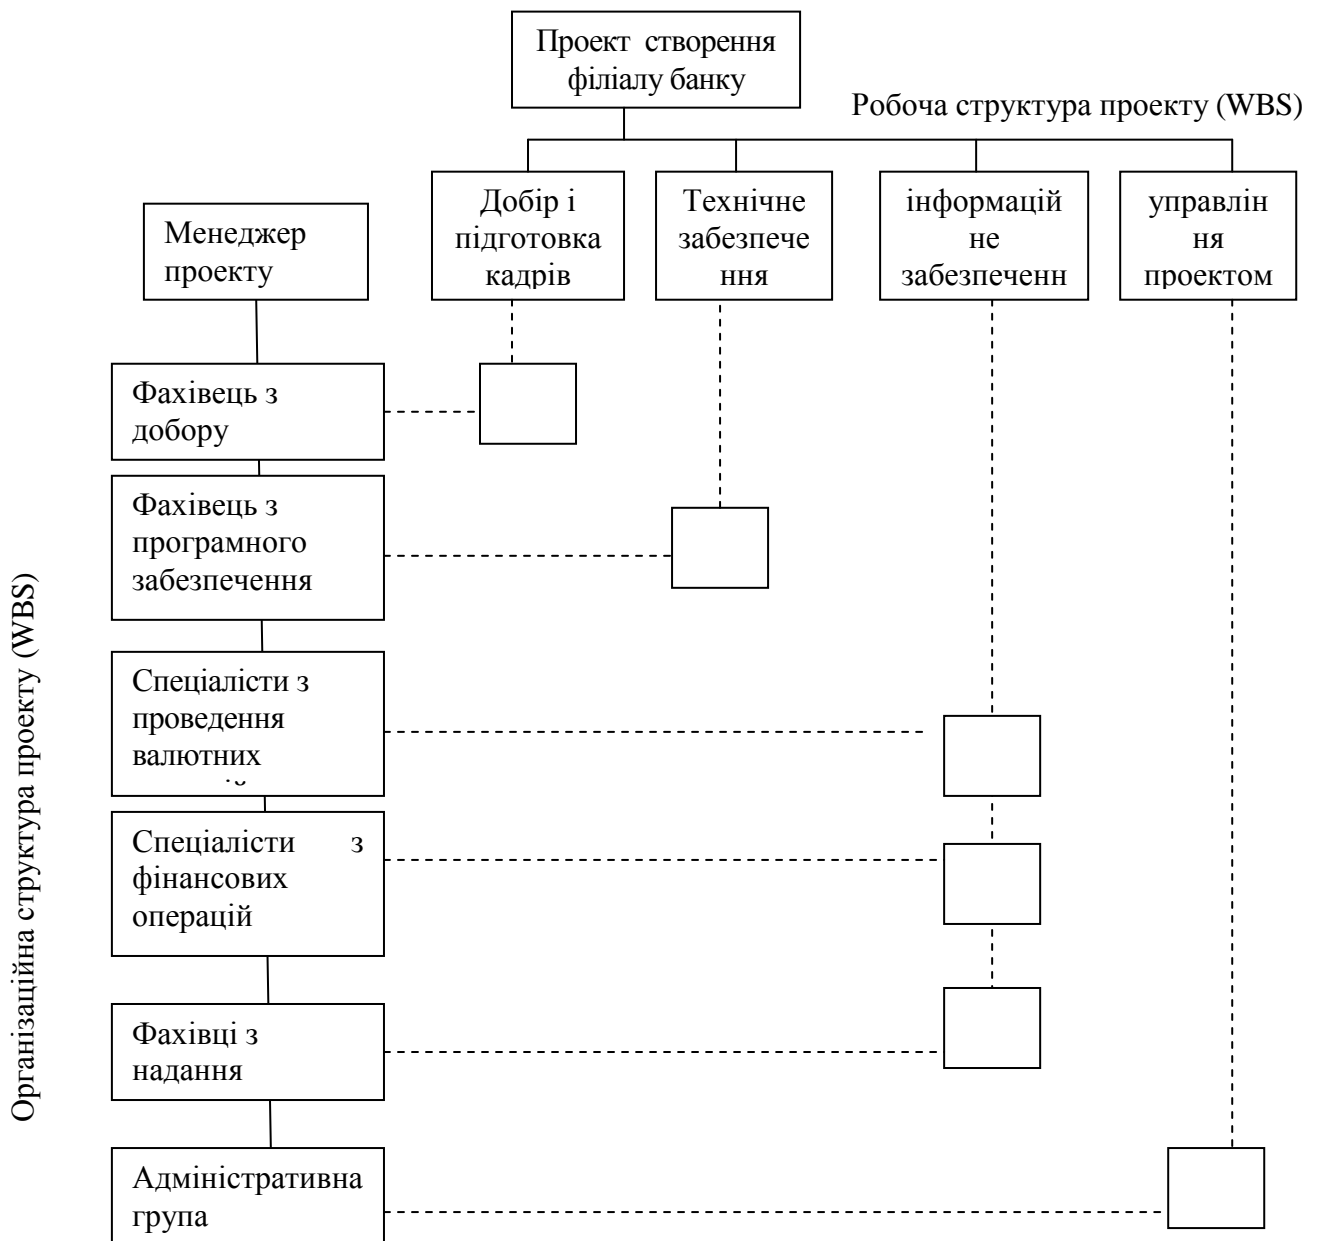 Проект створення
філіалу банку
Робоча структура проекту (WBS)
Добір і
підготовка
кадрів
Технічне
забезпече
ння
інформацій
не
забезпеченн
управлін
ня
проектом
Менеджер
проекту
Фахівець з
добору
Фахівець з
програмного
забезпечення
Спеціалісти з
проведення
валютних
Спеціалісти з
фінансових
операцій
Фахівці з
надання
Адміністративна
група
Організаційна структура проекту (WBS)